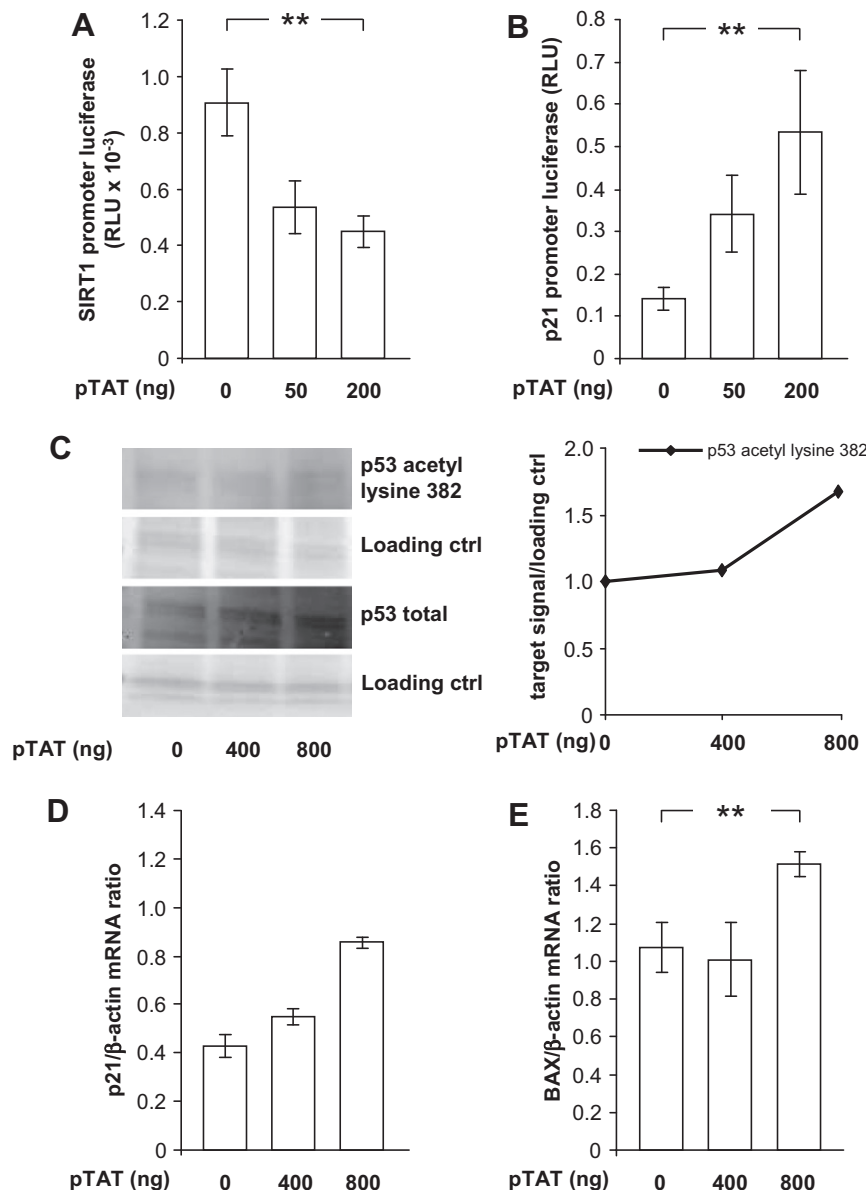 A
SIRT1 promoter luciferase
(RLU x 10-3)
1.2
1.0
0.8
0.6
0.4
0.2
0
**
pTAT (ng) 0 50 200
B
p21 promoter luciferase (RLU)
0.8
0.7
0.6
0.5
0.4
0.3
0.2
0.1
0
**
pTAT (ng) 0 50 200
C
p53 acetyl
lysine 382
Loading ctrl
p53 total
Loading ctrl
pTAT (ng) 0 400 800
target signal/loading ctrl
2.0
1.5
1.0
0.5
0
p53 acetyl lysine 382
pTAT (ng) 0 400 800
D
p21/β-actin mRNA ratio
1.4
1.2
1.0
0.8
0.6
0.4
0.2
0
pTAT (ng) 0 400 800
E
BAX/β-actin mRNA ratio
1.8
1.6
1.4
1.2
1.0
0.8
0.6
0.4
0.2
0
**
pTAT (ng) 0 400 800